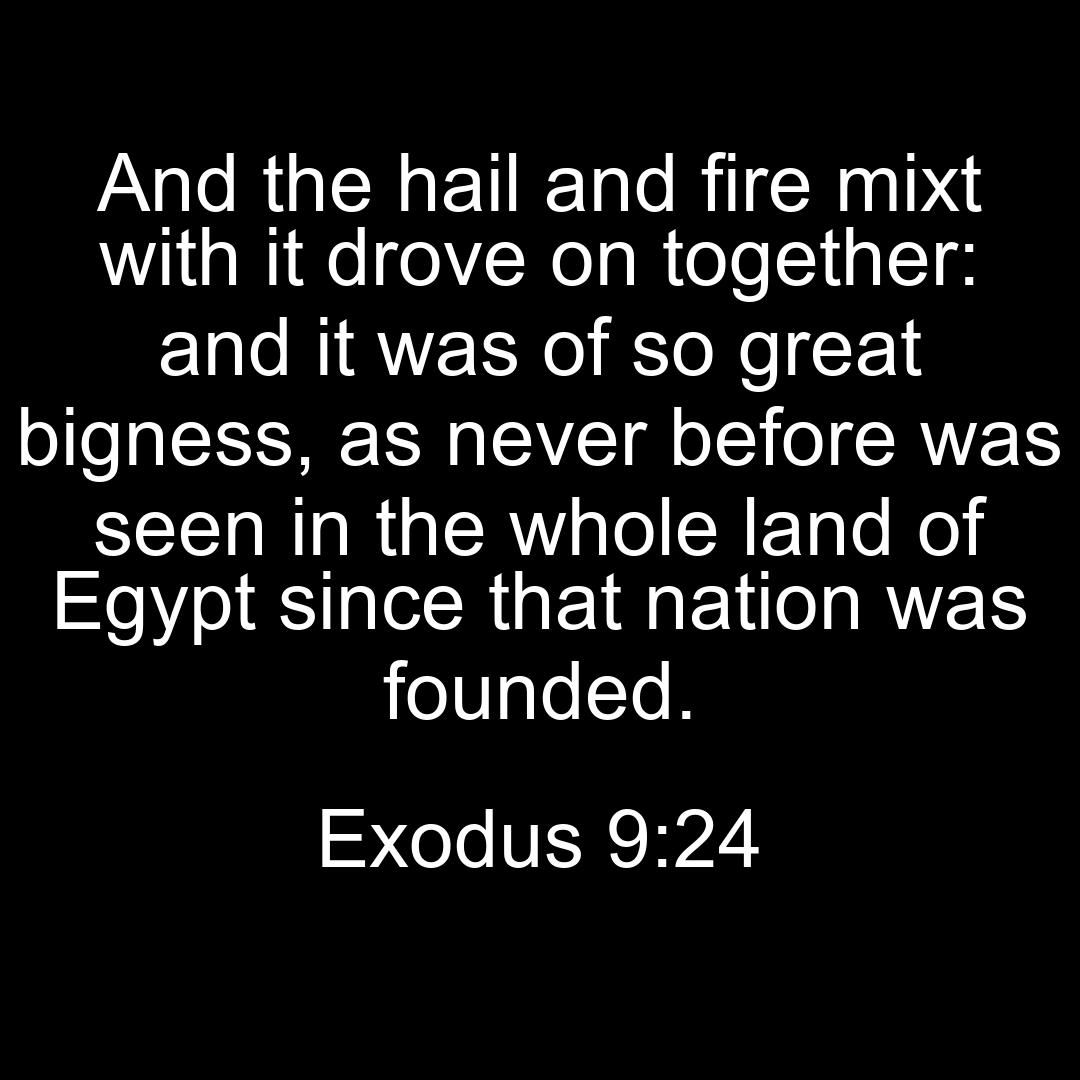 And the hail and fire mixt
with it drove on together:
and it was of so great
bigness, as never before was
seen in the whole land of
Egypt since that nation was
founded.
Exodus 9:24